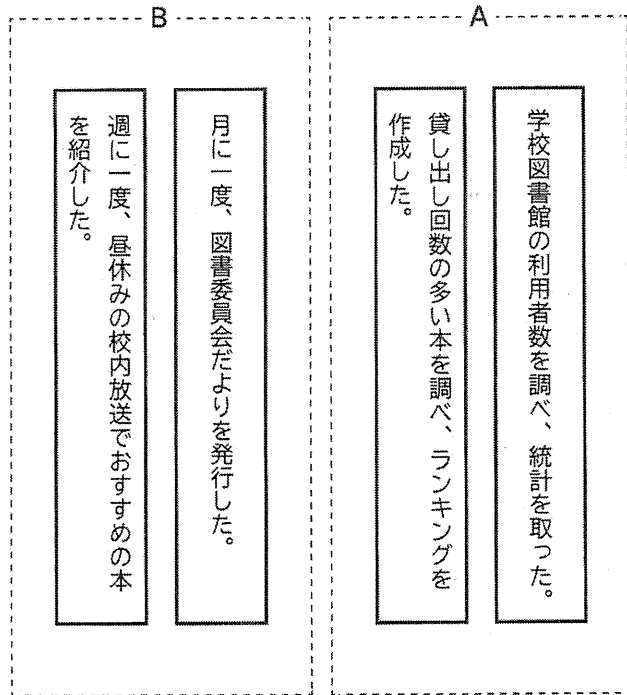 A
学校図書館の利用者数を調べ、統計を取った。
貸し出し回数の多い本を調べ、ランキングを
作成した。
B
月に一度、図書委員会だよりを発行した。
週に一度、昼休みの校内放送でおすすめの本
を紹介した。